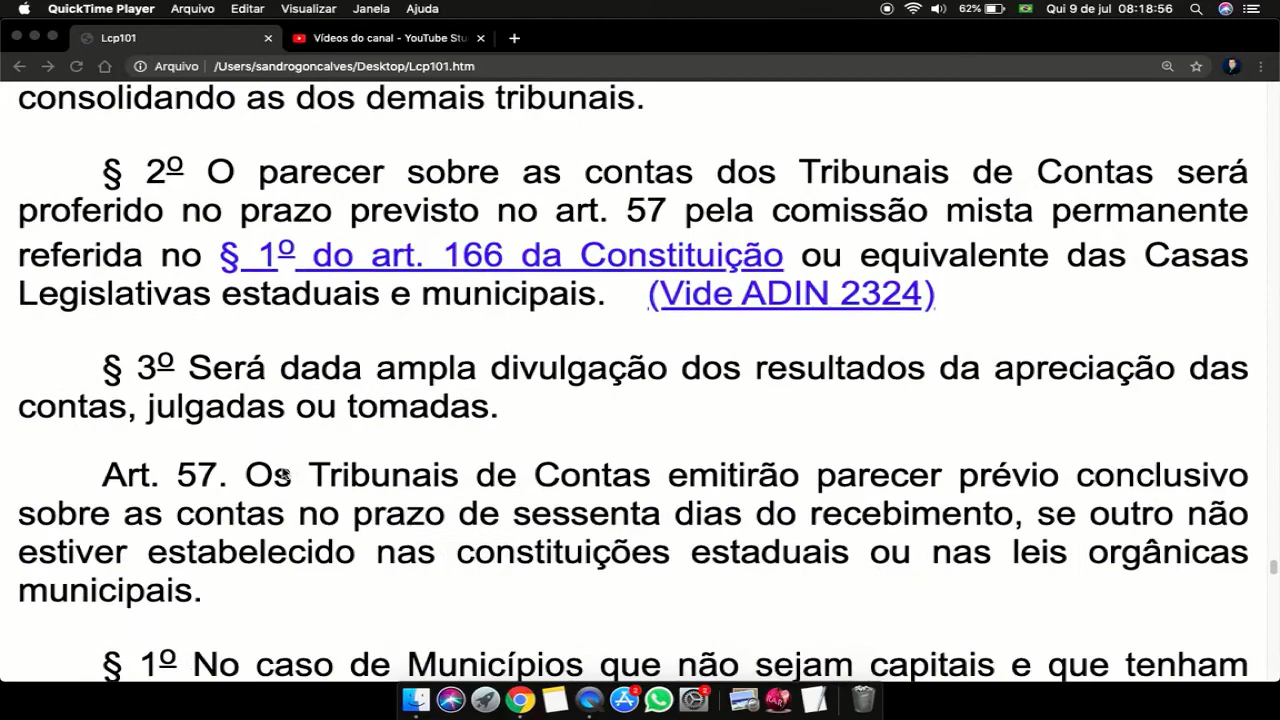 QuickTime Player Arquivo Editar Visualizar Janela Ajuda 62% Qui 9 de jul 08:18:56
Lcp101 Vídeos do canal - YouTube Stu
Arquivo /Users/sandrogoncalves/Desktop/Lcp101.htm
consolidando as dos demais tribunais.
§ 2º O parecer sobre as contas dos Tribunais de Contas será
proferido no prazo previsto no art. 57 pela comissão mista permanente
referida no § 1º do art. 166 da Constituição ou equivalente das Casas
Legislativas estaduais e municipais. (Vide ADIN 2324)
§ 3º Será dada ampla divulgação dos resultados da apreciação das
contas, julgadas ou tomadas.
Art. 57. Os Tribunais de Contas emitirão parecer prévio conclusivo
sobre as contas no prazo de sessenta dias do recebimento, se outro não
estiver estabelecido nas constituições estaduais ou nas leis orgânicas
municipais.
§ 1º No caso de Municípios que não sejam capitais e que tenham